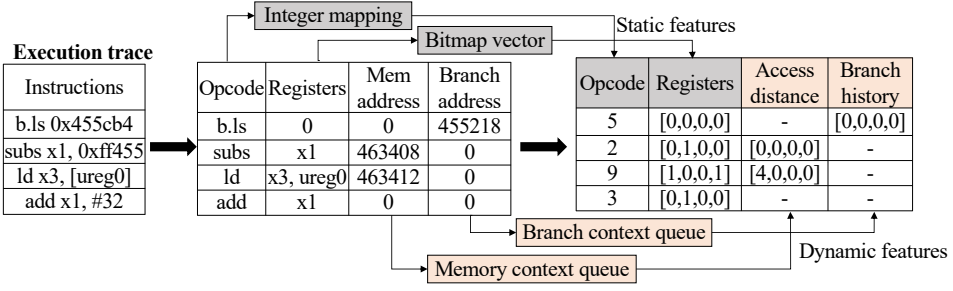 Integer mapping
Static features
Bitmap vector
Execution trace
Instructions
b.ls 0x455cb4
subs x1, 0xff455
ld x3, [ureg0]
add x1, #32
Opcode Registers Mem address Branch address
b.ls 0 0 455218
subs x1 463408 0
ld x3, ureg0 463412 0
add x1 0 0
Opcode Registers Access distance Branch history
5 [0,0,0,0] - [0,0,0,0]
2 [0,1,0,0] [0,0,0,0] -
9 [1,0,0,1] [4,0,0,0] -
3 [0,1,0,0] - -
Branch context queue
Dynamic features
Memory context queue